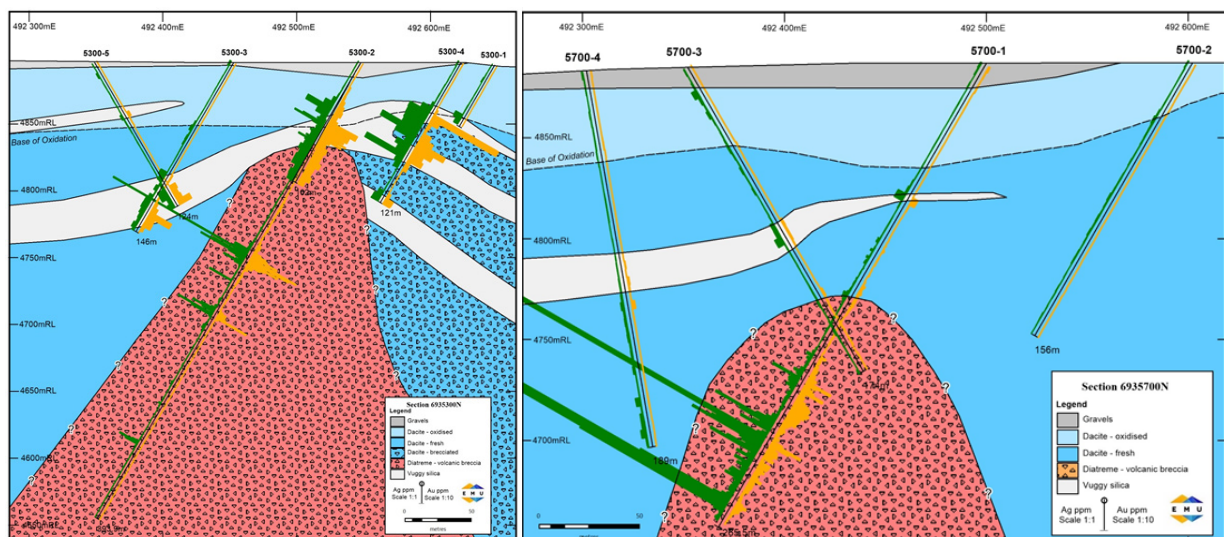 492 300mE 492 400mE 492 500mE 492 600mE
5300-5 5300-3 5300-2 5300-4 5300-1
4850mRL
Base of Oxidation
4800mRL
4750mRL
4700mRL
4650mRL
4600mRL
102m
124m
146m
121m
? ? ? ? ? ? ?
Section 6935300N
Legend
Gravels
Dacite - oxidised
Dacite - fresh
Dacite - brecciated
Diatreme - volcanic breccia
Vuggy silica
Ag ppm Au ppm
Scale 1:1 Scale 1:10
EMU
0 50
metres
492 300mE 492 400mE 492 500mE 492 600mE
5700-4 5700-3 5700-1 5700-2
4850mRL
Base of Oxidation
4800mRL
4750mRL
4700mRL
156m
? ? ? ? ? ?
Section 6935700N
Legend
Gravels
Dacite - oxidised
Dacite - fresh
Diatreme - volcanic breccia
Vuggy silica
Ag ppm Au ppm
Scale 1:1 Scale 1:10
EMU
0 50
metres